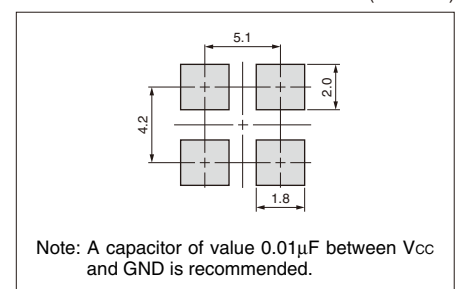 5.1
2.0
4.2
1.8
Note: A capacitor of value 0.01μF between Vcc
and GND is recommended.